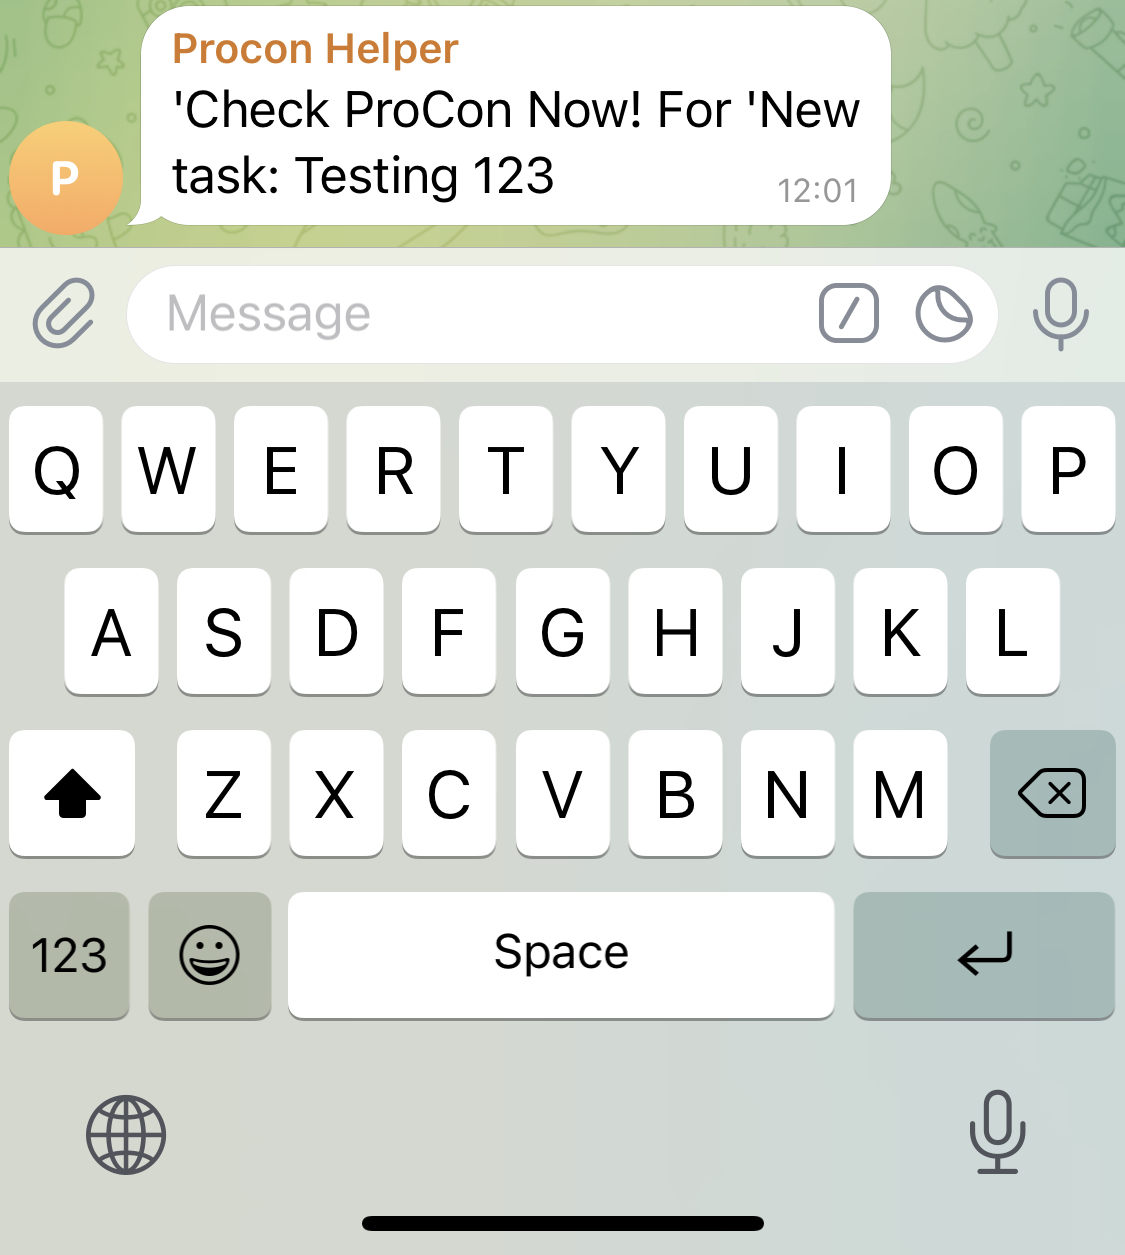 Procon Helper
'Check ProCon Now! For 'New
task: Testing 123
12:01
P
Message
Q W E R T Y U I O P
A S D F G H J K L
Z X C V B N M
123 Space